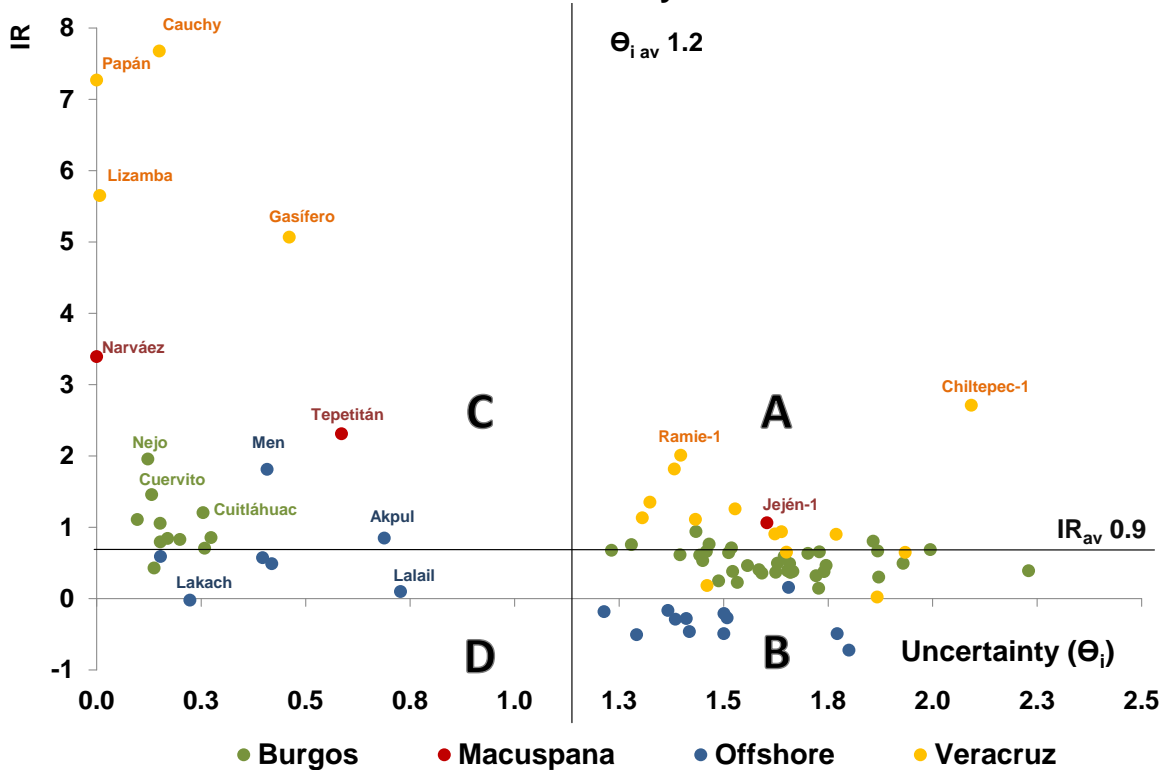 y
IR
8
7
6
5
4
3
2
1
0
-1
Cauchy
Papán
Lizamba
Gasífero
Narváez
Tepetitán
Nejo
Men
Cuervito
Cuitláhuac
Akpul
Lakach
Lalail
Chiltepec-1
Ramie-1
Jején-1
Ɵi av 1.2
IRav 0.9
C
A
D
B
Uncertainty (Ɵi)
0.0 0.3 0.5 0.8 1.0 1.3 1.5 1.8 2.0 2.3 2.5
Burgos Macuspana Offshore Veracruz